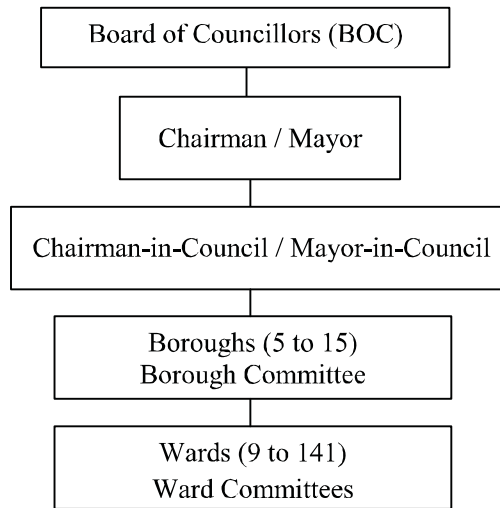 Board of Councillors (BOC)
Chairman / Mayor
Chairman-in-Council / Mayor-in-Council
Boroughs (5 to 15)
Borough Committee
Wards (9 to 141)
Ward Committees